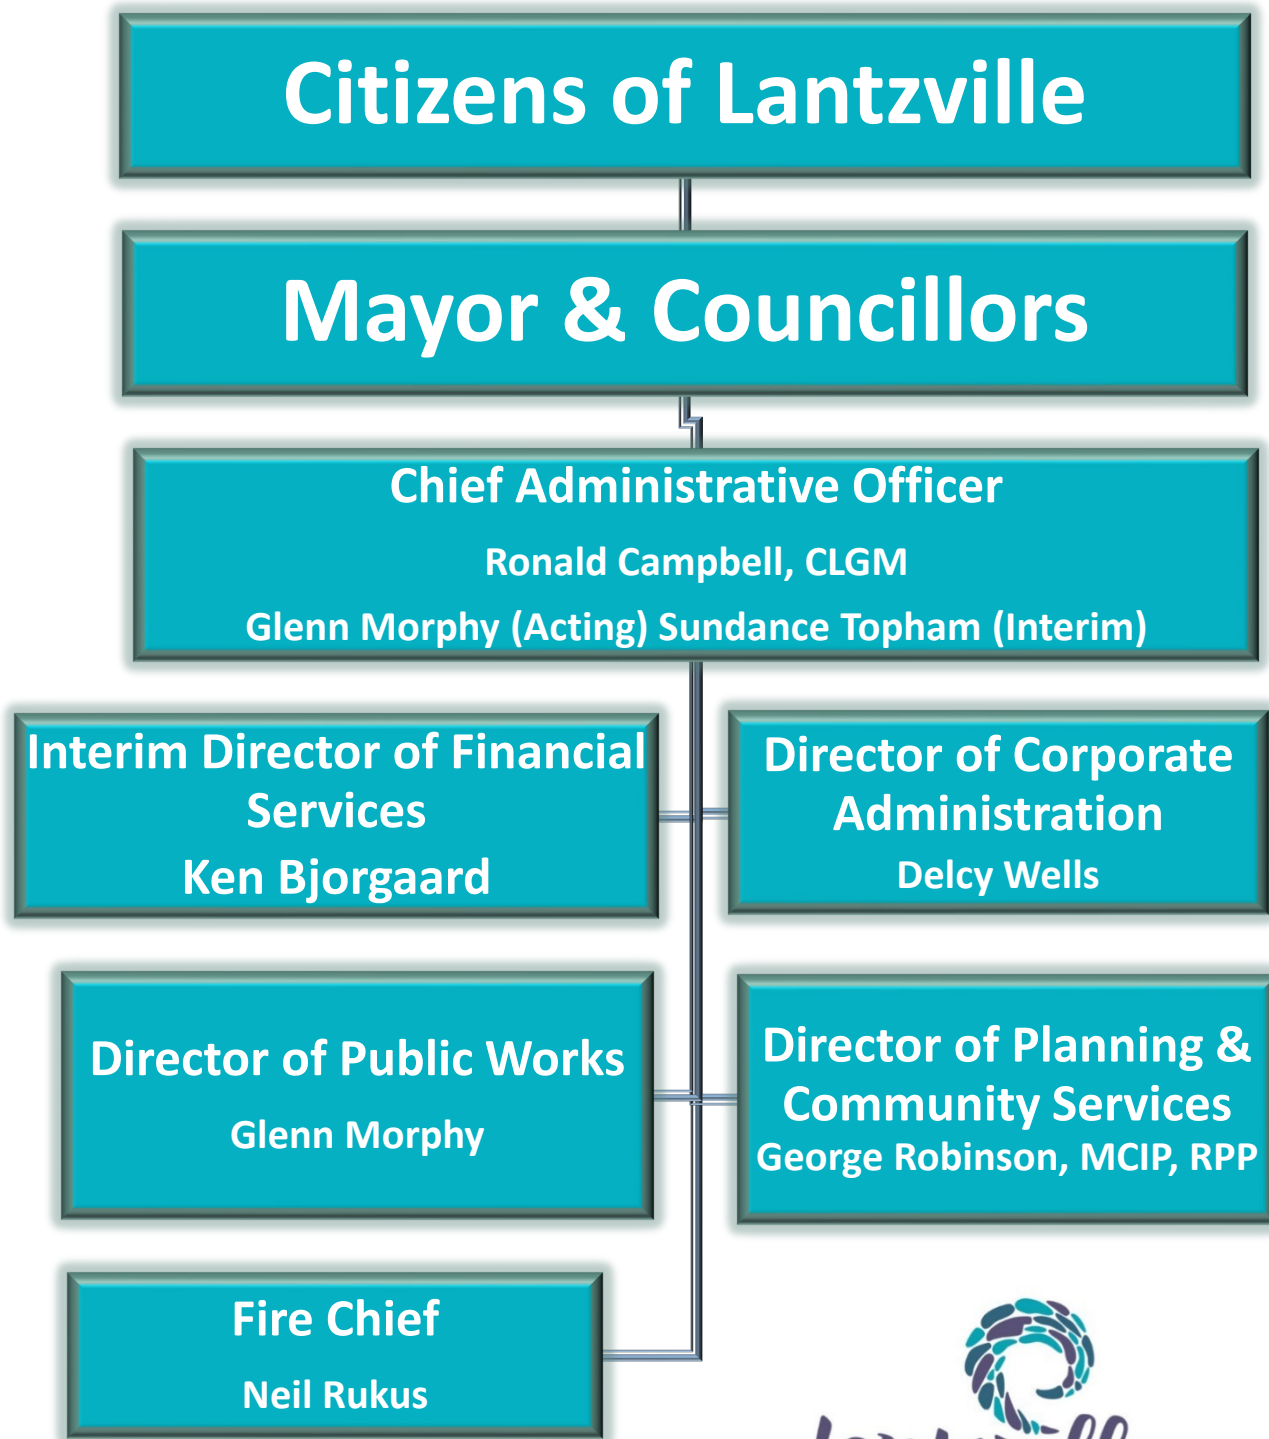 Citizens of Lantzville
Mayor & Councillors
Chief Administrative Officer
Ronald Campbell, CLGM
Glenn Morphy (Acting) Sundance Topham (Interim)
Interim Director of Financial
Services
Ken Bjorgaard
Director of Corporate
Administration
Delcy Wells
Director of Public Works
Glenn Morphy
Director of Planning &
Community Services
George Robinson, MCIP, RPP
Fire Chief
Neil Rukus